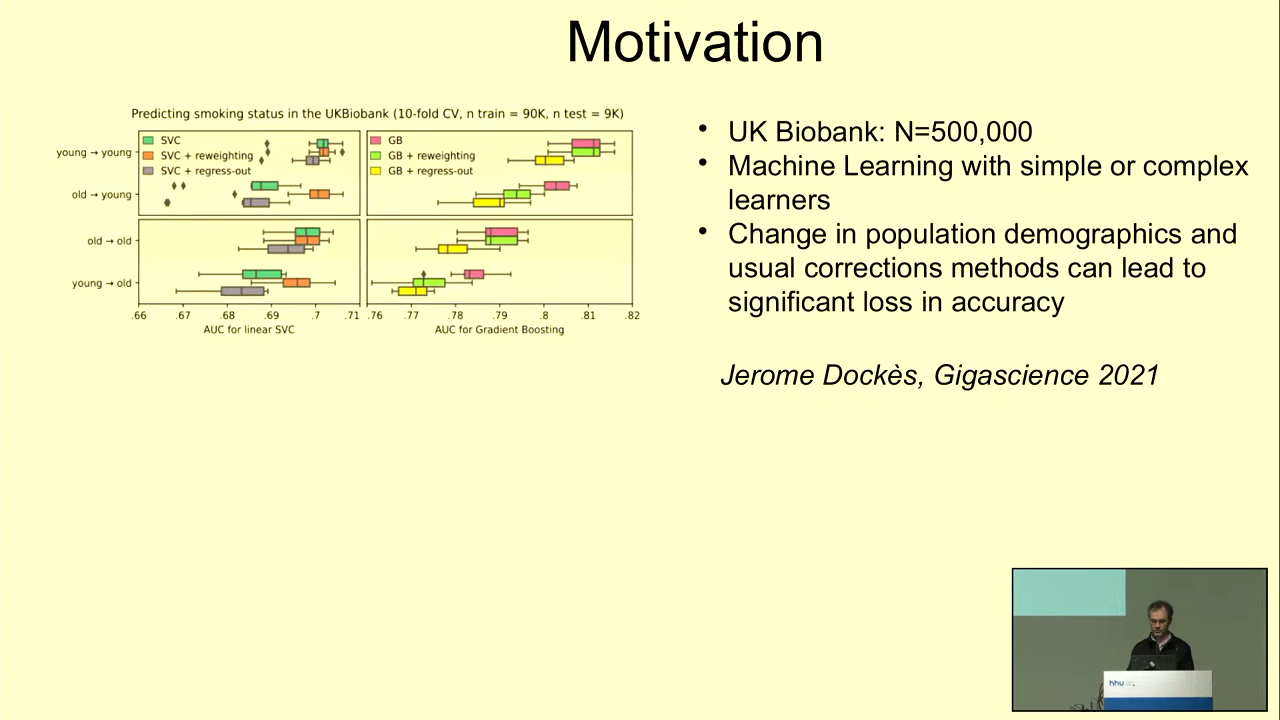 Motivation
Predicting smoking status in the UKBiobank (10-fold CV, n train = 90K, n test = 9K)
SVC
SVC + reweighting
SVC + regress-out
GB
GB + reweighting
GB + regress-out
young → young
old → young
old → old
young → old
.66 .67 .68 .69 .7 .71
AUC for linear SVC
.76 .77 .78 .79 .8 .81 .82
AUC for Gradient Boosting
• UK Biobank: N=500,000
• Machine Learning with simple or complex
learners
• Change in population demographics and
usual corrections methods can lead to
significant loss in accuracy
Jerome Dockès, Gigascience 2021
hhu